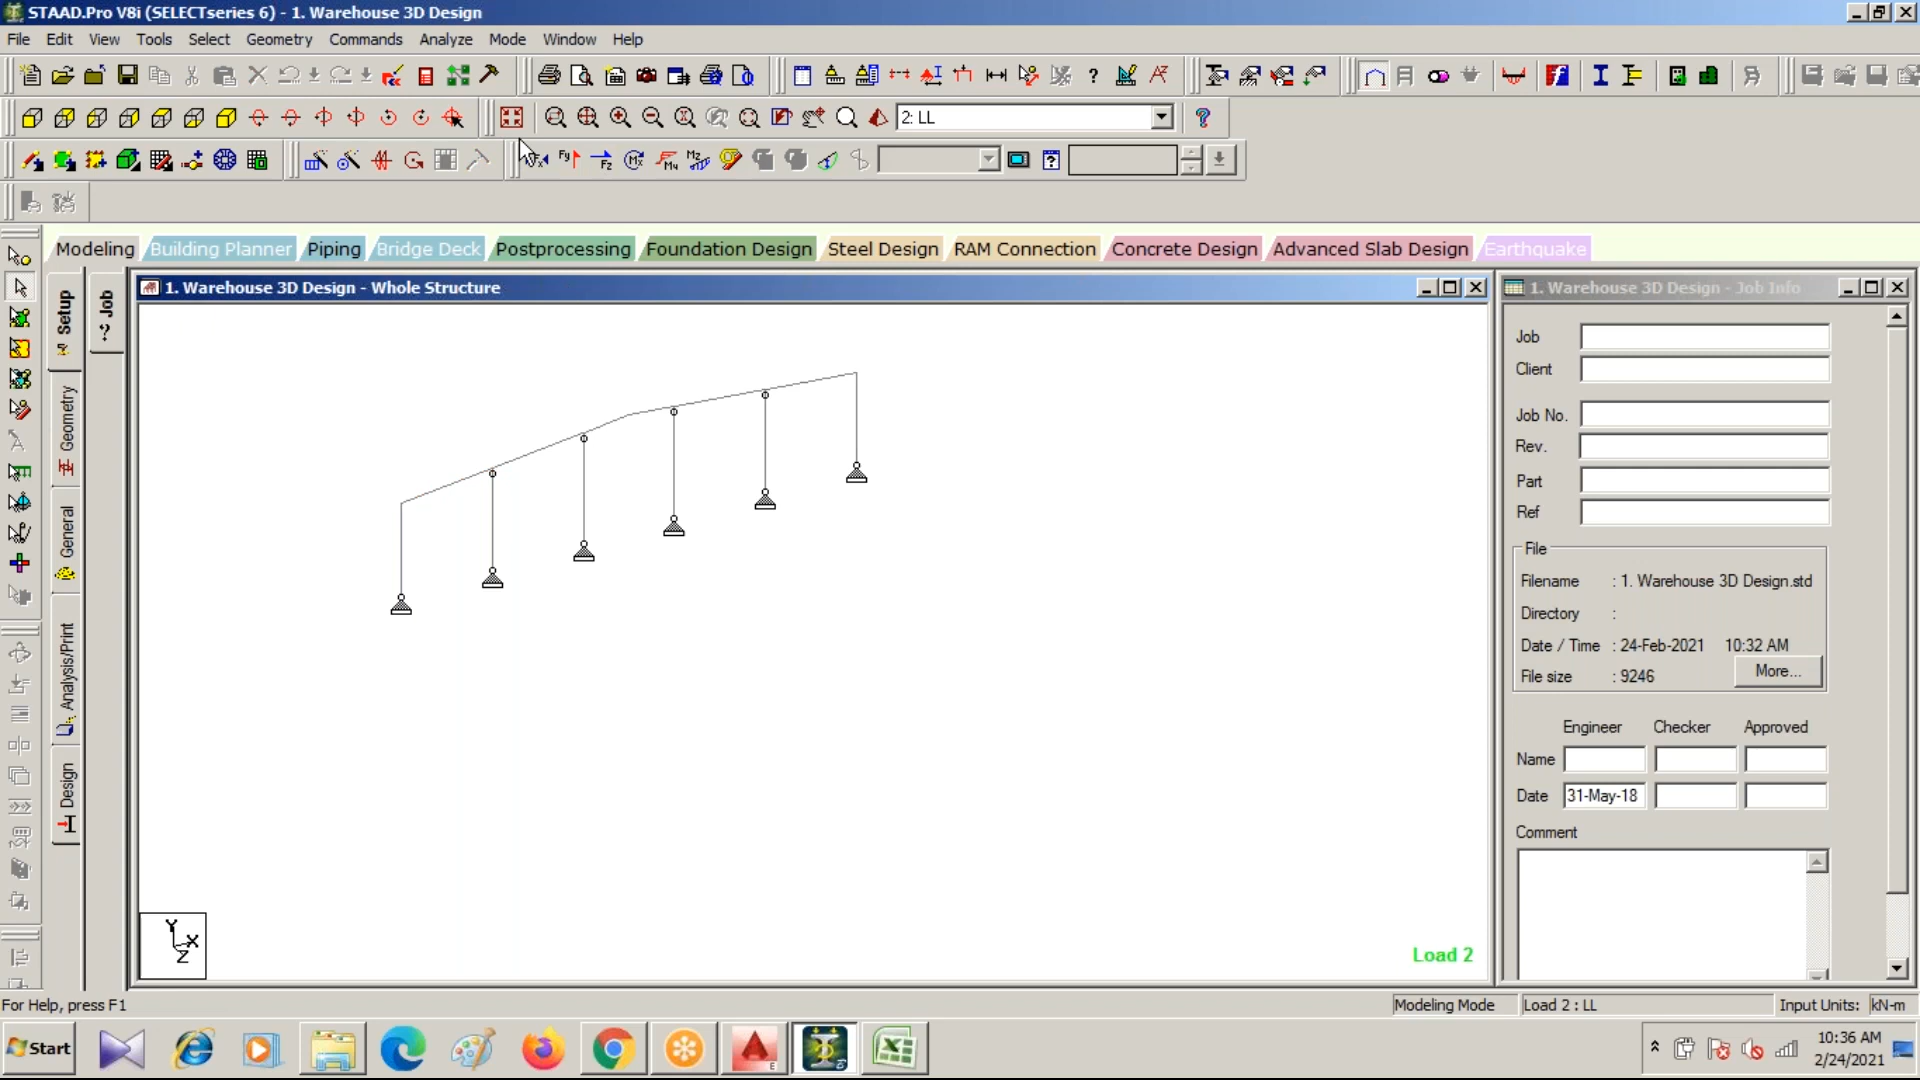 STAAD.Pro V8i (SELECTseries 6) - 1. Warehouse 3D Design
File Edit View Tools Select Geometry Commands Analyze Mode Window Help
2: LL
Modeling Building Planner Piping Bridge Deck Postprocessing Foundation Design Steel Design RAM Connection Concrete Design Advanced Slab Design Earthquake
1. Warehouse 3D Design - Whole Structure
1. Warehouse 3D Design - Job Info
Setup
Job
Geometry
General
Analysis/Print
Design
Job
Client
Job No.
Rev.
Part
Ref
File
Filename : 1. Warehouse 3D Design.std
Directory :
Date / Time : 24-Feb-2021 10:32 AM
File size : 9246
More...
Engineer Checker Approved
Name
Date 31-May-18
Comment
Y
X
Z
Load 2
For Help, press F1
Modeling Mode
Load 2 : LL
Input Units: kN-m
Start
10:36 AM
2/24/2021